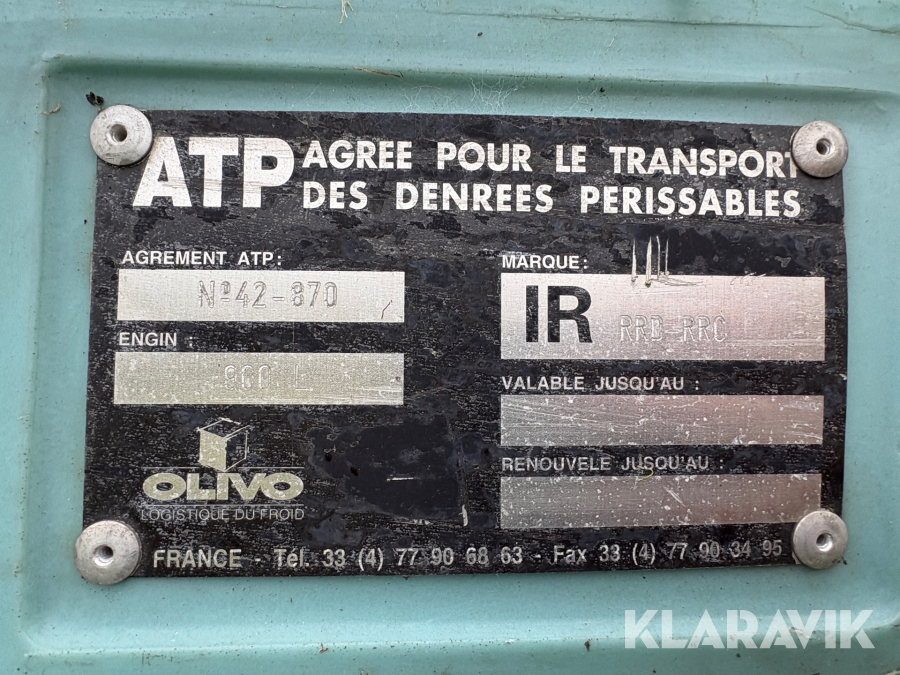 ATP AGREE POUR LE TRANSPORT
DES DENREES PERISSABLES
AGREMENT ATP:
Nº42-870
ENGIN :
MARQUE:
IR RRD-RRC
VALABLE JUSQU'AU :
RENOUVELE JUSQU'AU :
OLIVO
LOGISTIQUE DU FROID
FRANCE - Tél. 33 (4) 77 90 68 63 - Fax 33 (4) 77 90 34 95
KLARAVIK